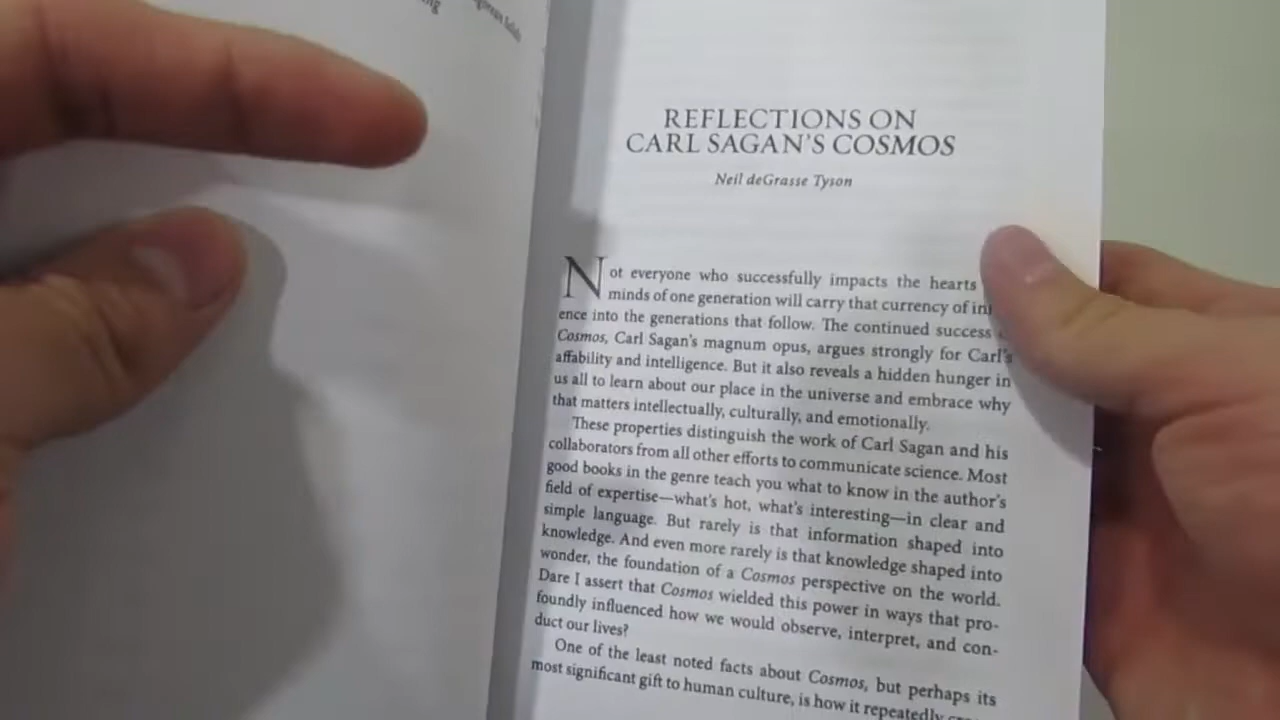 REFLECTIONS ON
CARL SAGAN'S COSMOS
Neil deGrasse Tyson
Not everyone who successfully impacts the hearts
minds of one generation will carry that currency of
ence into the generations that follow. The continued success
Cosmos, Carl Sagan's magnum opus, argues strongly for Carl's
affability and intelligence. But it also reveals a hidden hunger in
us all to learn about our place in the universe and embrace why
that matters intellectually, culturally, and emotionally.
These properties distinguish the work of Carl Sagan and his
collaborators from all other efforts to communicate science. Most
good books in the genre teach you what to know in the author's
field of expertise—what's hot, what's interesting—in clear and
simple language. But rarely is that information shaped into
knowledge. And even more rarely is that knowledge shaped into
wonder, the foundation of a Cosmos perspective on the world.
Dare I assert that Cosmos wielded this power in ways that pro-
foundly influenced how we would observe, interpret, and con-
duct our lives?
One of the least noted facts about Cosmos, but perhaps its
most significant gift to human culture, is how it repeatedly